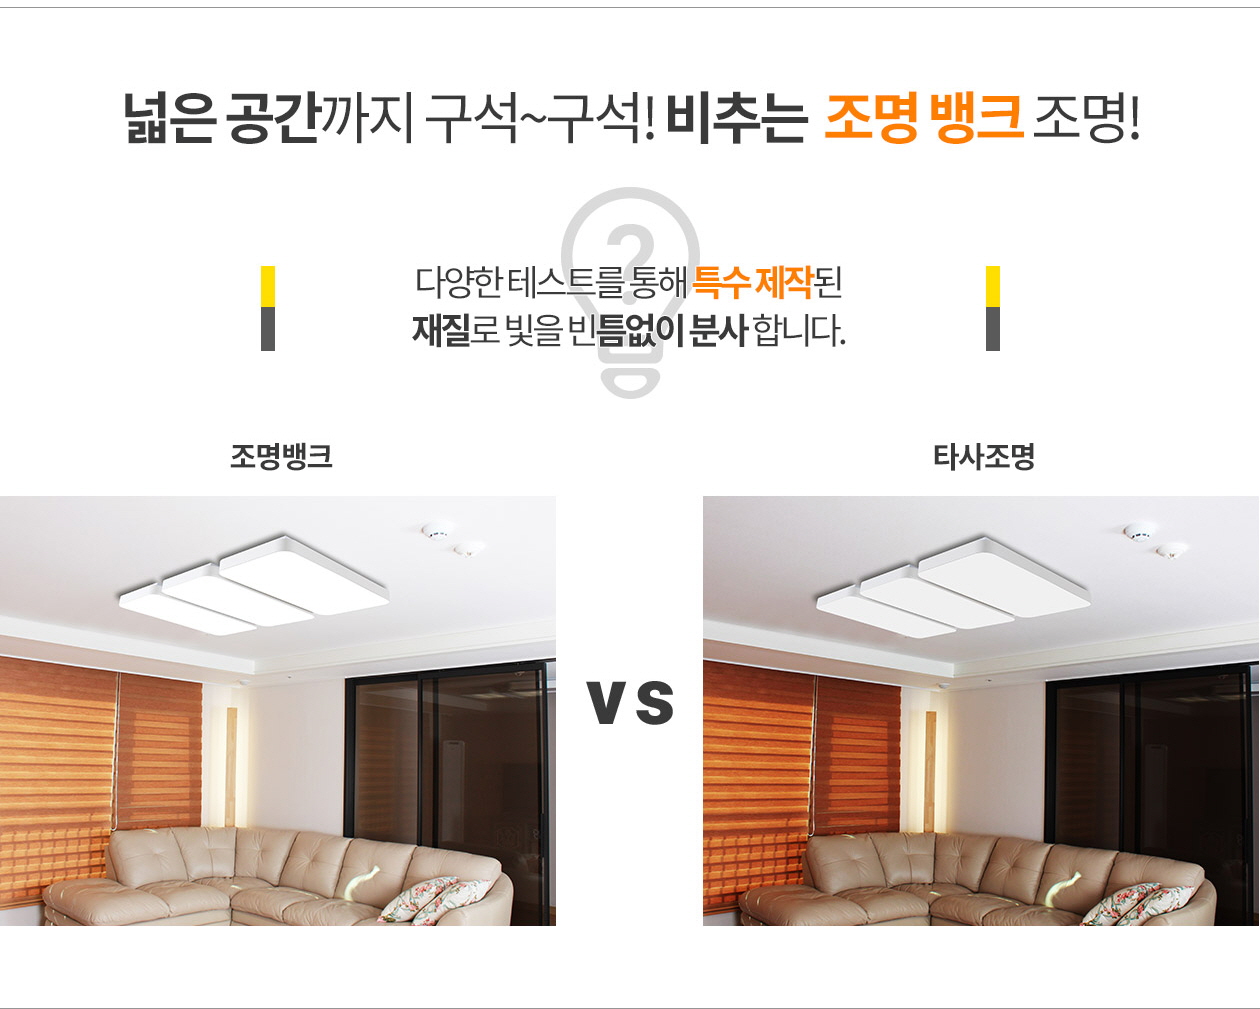 넓은 공간까지 구석~구석! 비추는 조명 뱅크 조명!
?
다양한 테스트를 통해 특수 제작된
재질로 빛을 빈틈없이 분사 합니다.
조명뱅크
타사조명
VS